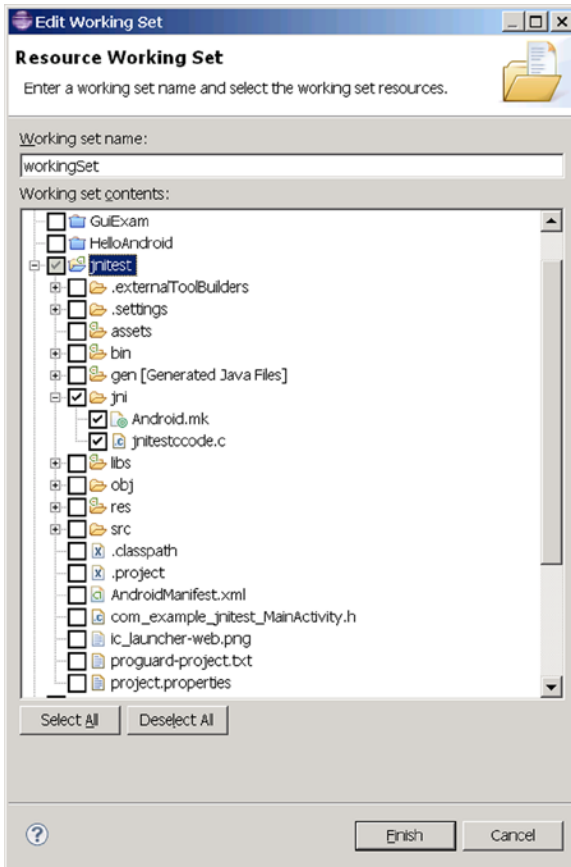 Edit Working Set
Resource Working Set
Enter a working set name and select the working set resources.
Working set name:
workingSet
Working set contents:
GuiExam
HelloAndroid
jnitest
.externalToolBuilders
.settings
assets
bin
gen [Generated Java Files]
jni
Android.mk
jnitestccode.c
libs
obj
res
src
.classpath
.project
AndroidManifest.xml
com_example_jnitest_MainActivity.h
ic_launcher-web.png
proguard-project.txt
project.properties
Select All Deselect All
Finish Cancel